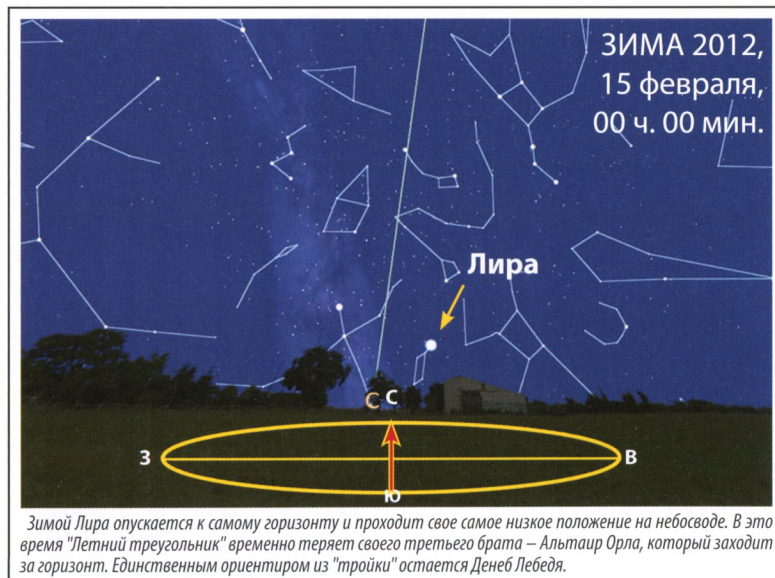 ЗИМА 2012,
15 февраля,
00 ч. 00 мин.
Лира
С С
З
В
Ю
Зимой Лира опускается к самому горизонту и проходит свое самое низкое положение на небосводе. В это
время "Летний треугольник" временно теряет своего третьего брата – Альтаир Орла, который заходит
за горизонт. Единственным ориентиром из "тройки" остается Денеб Лебедя.